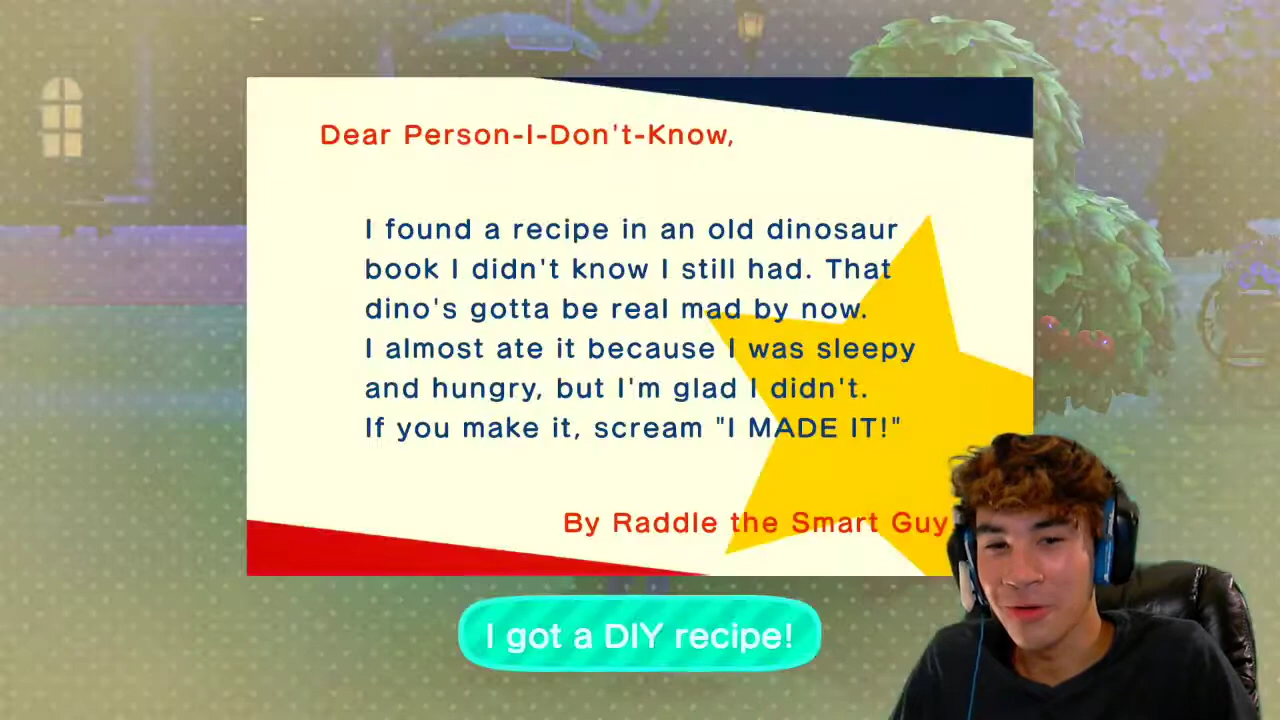 Dear Person-I-Don't-Know,
I found a recipe in an old dinosaur
book I didn't know I still had. That
dino's gotta be real mad by now.
I almost ate it because I was sleepy
and hungry, but I'm glad I didn't.
If you make it, scream "I MADE IT!"
By Raddle the Smart Guy
I got a DIY recipe!